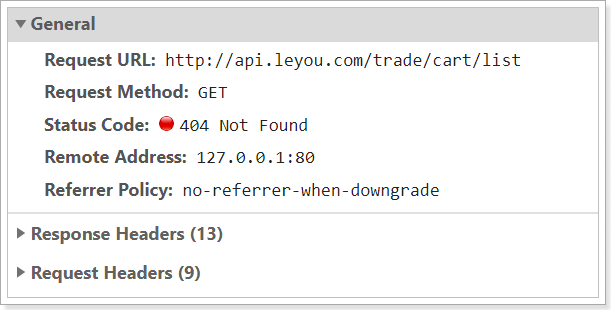 General
Request URL: http://api.leyou.com/trade/cart/list
Request Method: GET
Status Code: 404 Not Found
Remote Address: 127.0.0.1:80
Referrer Policy: no-referrer-when-downgrade
Response Headers (13)
Request Headers (9)